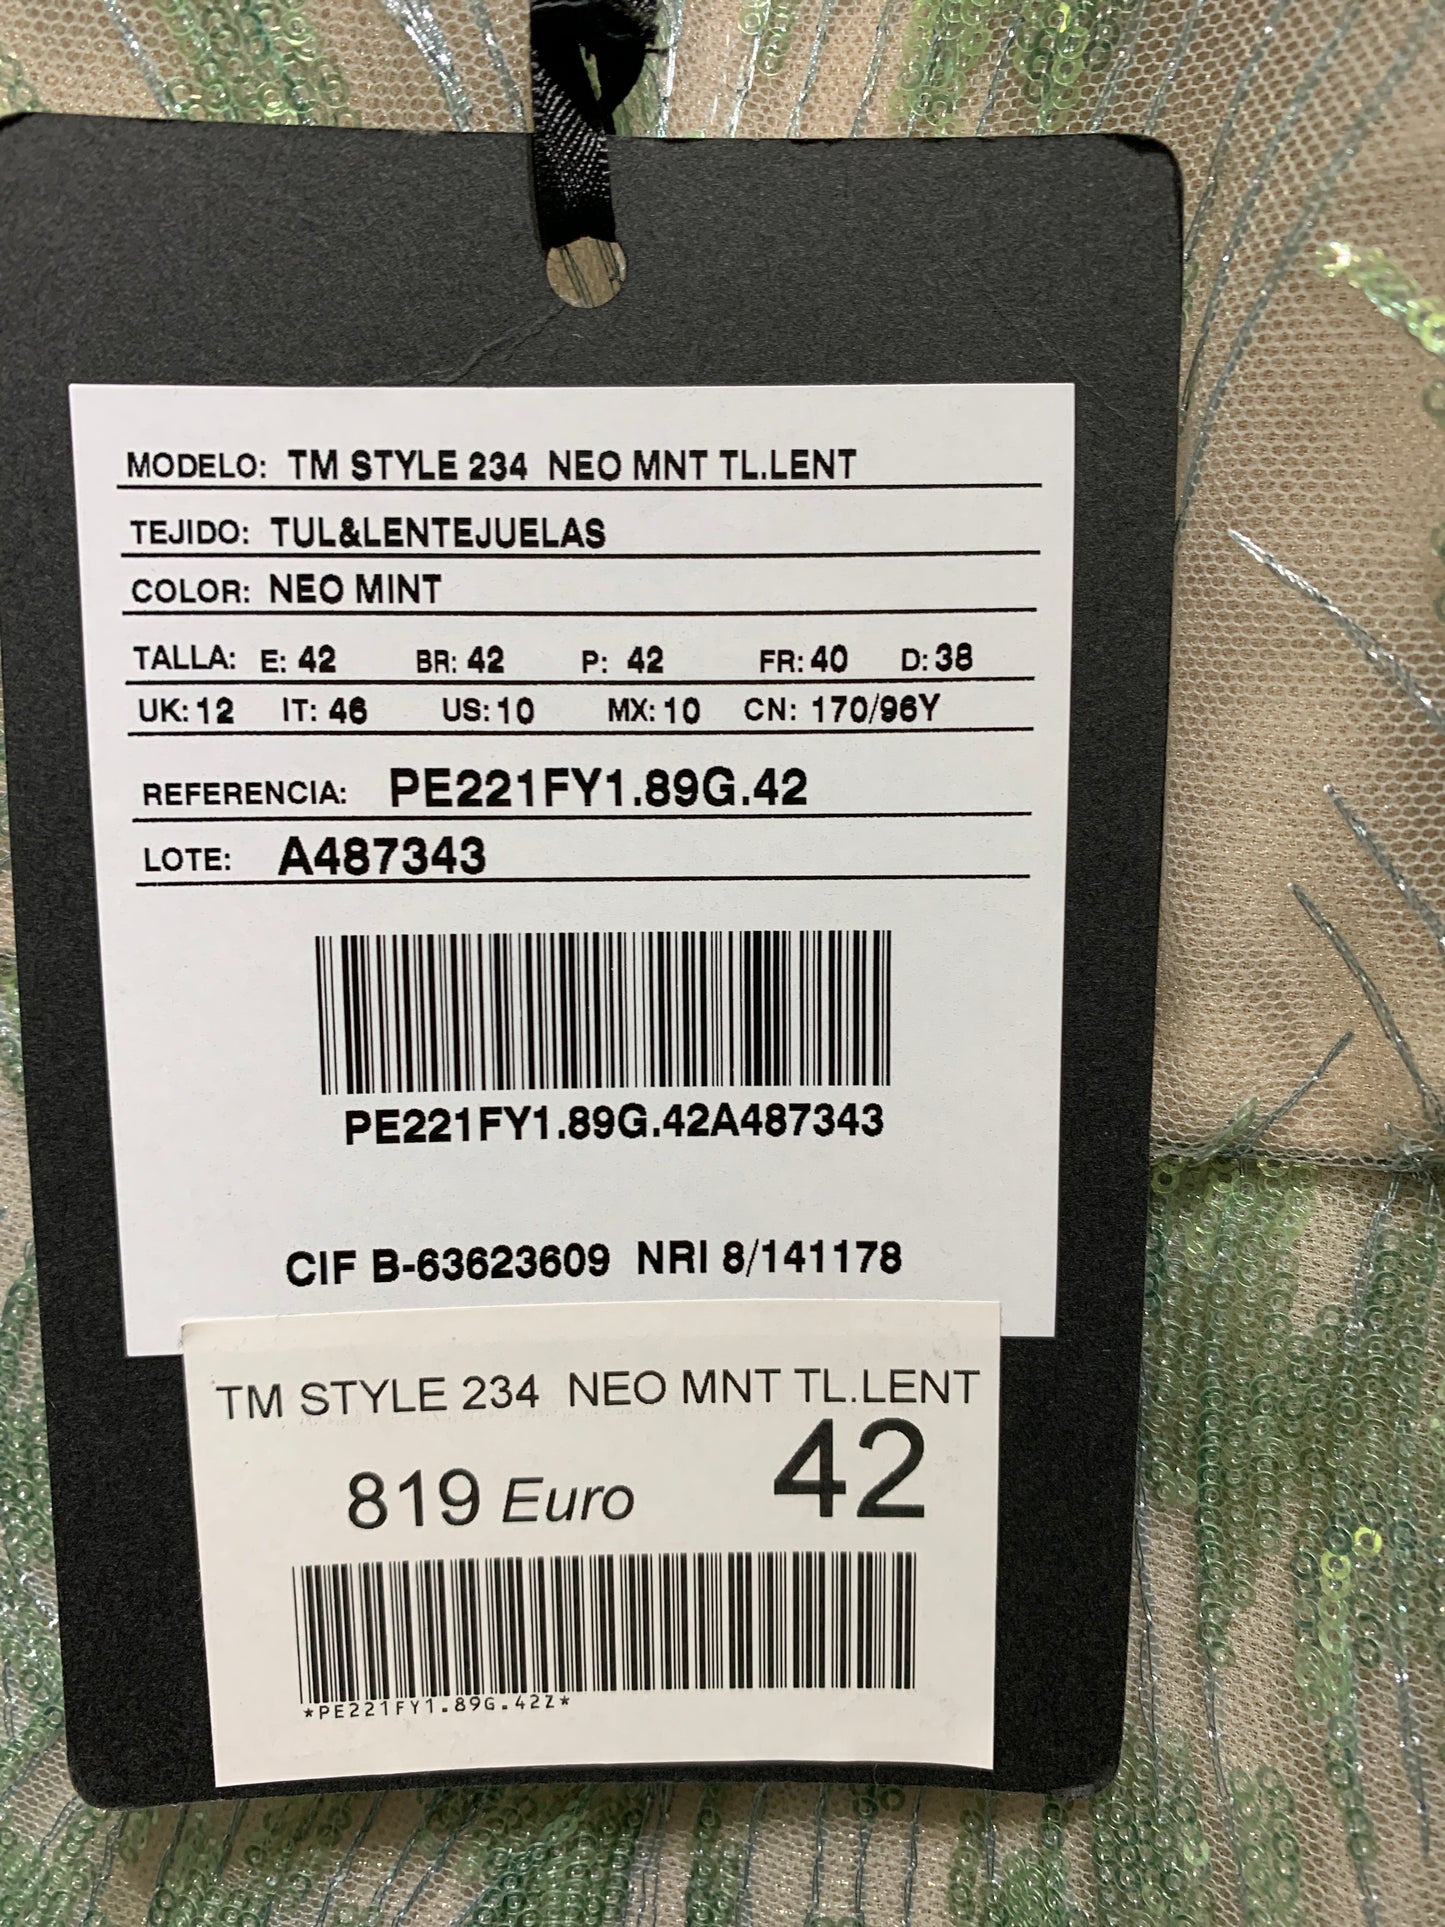 MODELO: TM STYLE 234 NEO MNT TL.LENT
TEJIDO: TUL&LENTEJUELAS
COLOR: NEO MINT
TALLA: E: 42 BR: 42 P: 42 FR: 40 D: 38
UK: 12 IT: 46 US: 10 MX: 10 CN: 170/96Y
REFERENCIA: PE221FY1.89G.42
LOTE: A487343
PE221FY1.89G.42A487343
CIF B-63623609 NRI 8/141178
TM STYLE 234 NEO MNT TL.LENT
819 Euro 42
*PE221FY1.89G.42Z*